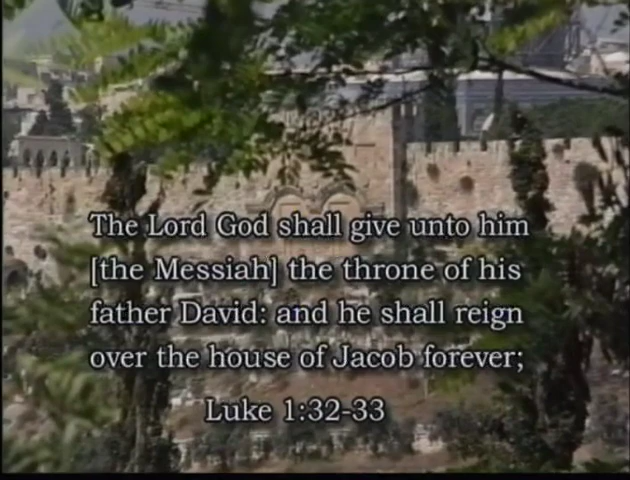 The Lord God shall give unto him
[the Messiah] the throne of his
father David: and he shall reign
over the house of Jacob forever;
Luke 1:32-33